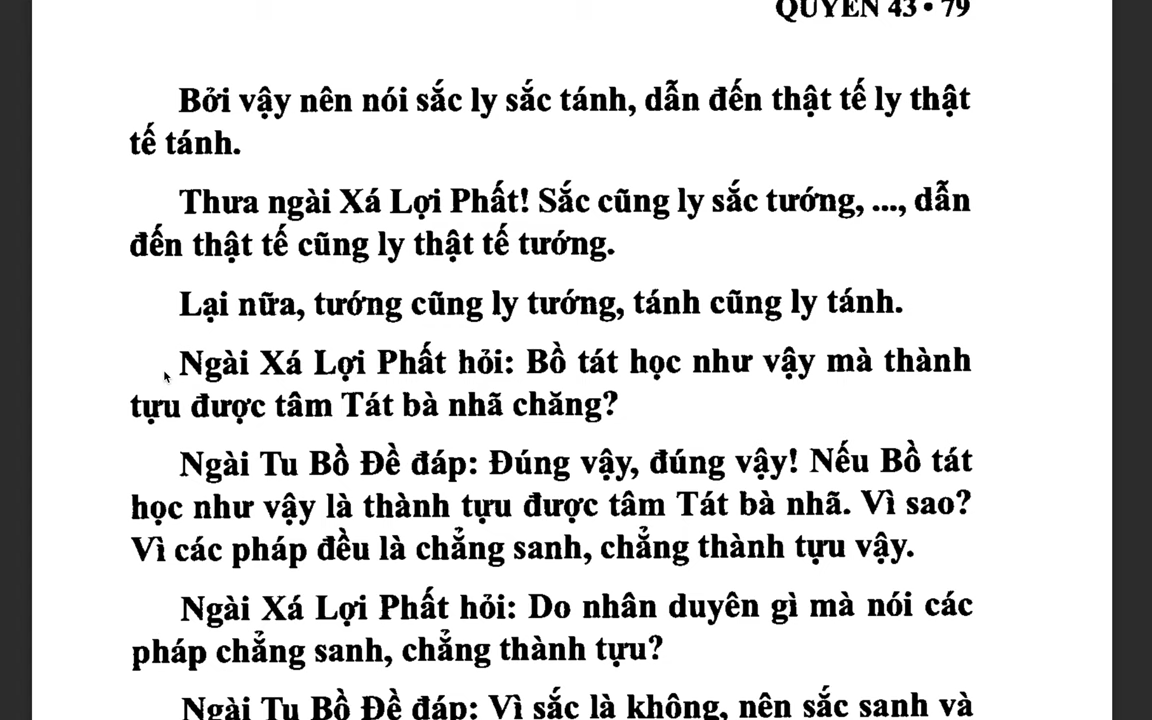 QUYỂN 43 • 79
Bởi vậy nên nói sắc ly sắc tánh, dẫn đến thật tế ly thật
tế tánh.
Thưa ngài Xá Lợi Phất! Sắc cũng ly sắc tướng, ..., dẫn
đến thật tế cũng ly thật tế tướng.
Lại nữa, tướng cũng ly tướng, tánh cũng ly tánh.
Ngài Xá Lợi Phất hỏi: Bồ tát học như vậy mà thành
tựu được tâm Tát bà nhã chăng?
Ngài Tu Bồ Đề đáp: Đúng vậy, đúng vậy! Nếu Bồ tát
học như vậy là thành tựu được tâm Tát bà nhã. Vì sao?
Vì các pháp đều là chẳng sanh, chẳng thành tựu vậy.
Ngài Xá Lợi Phất hỏi: Do nhân duyên gì mà nói các
pháp chẳng sanh, chẳng thành tựu?
Ngài Tu Bồ Đề đáp: Vì sắc là không, nên sắc sanh và